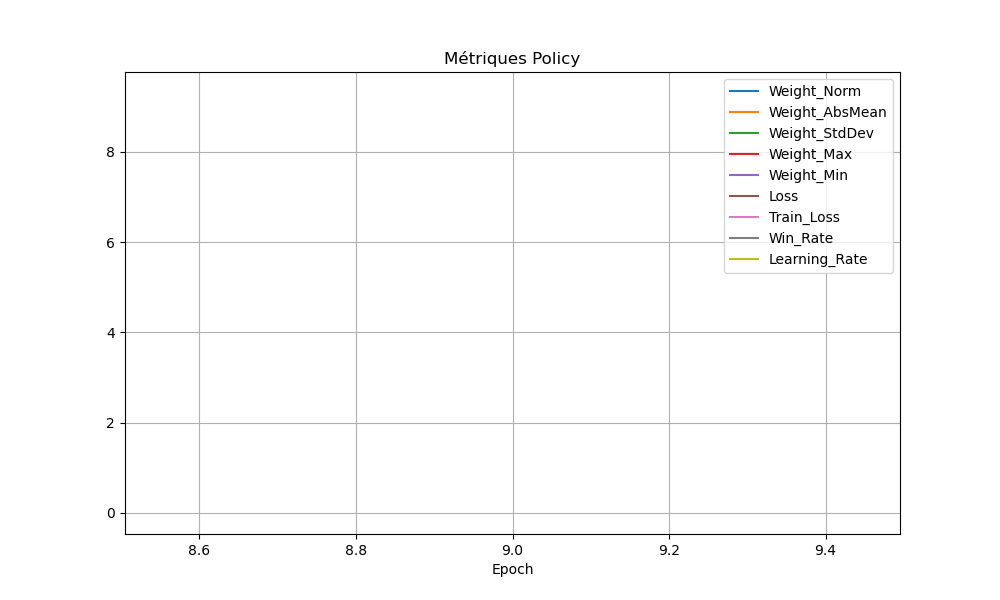 Métriques Policy
Weight_Norm
Weight_AbsMean
Weight_StdDev
Weight_Max
Weight_Min
Loss
Train_Loss
Win_Rate
Learning_Rate
8
6
4
2
0
8.6 8.8 9.0 9.2 9.4
Epoch